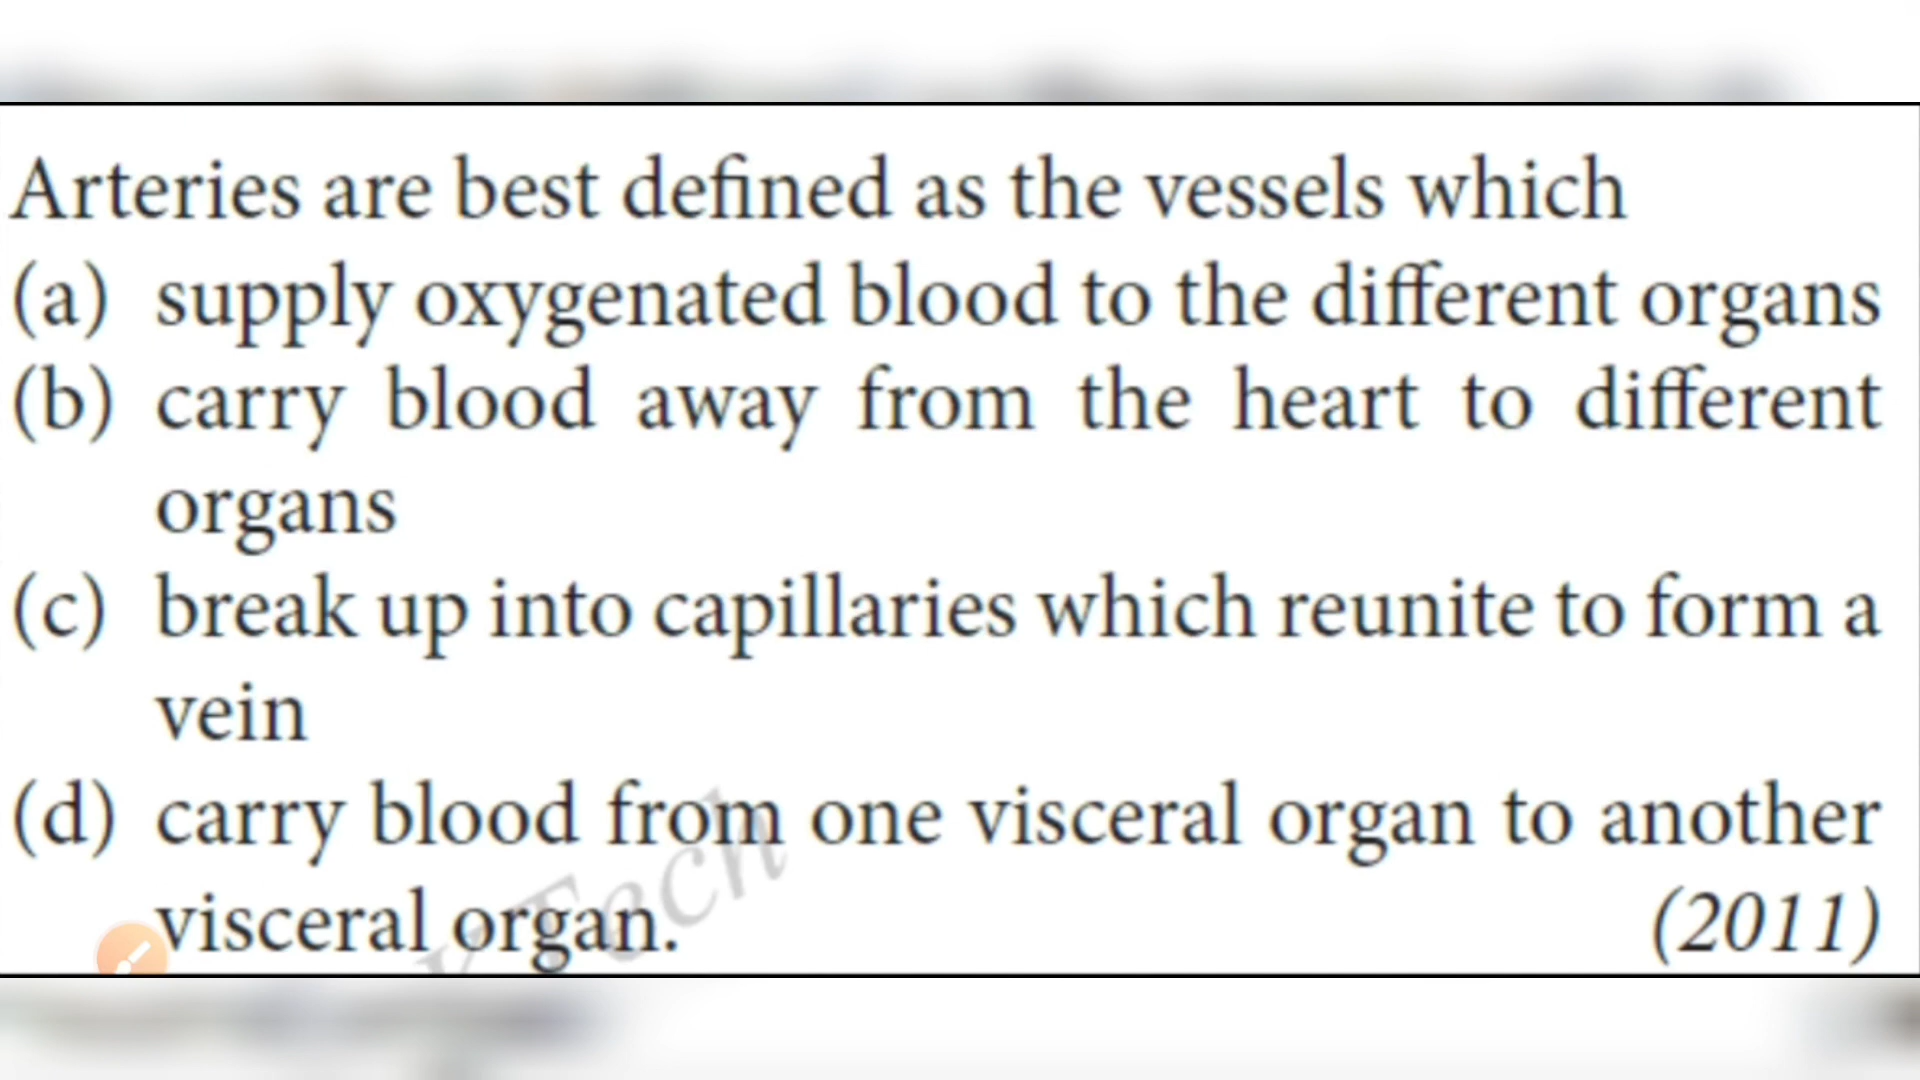 Arteries are best defined as the vessels which
(a) supply oxygenated blood to the different organs
(b) carry blood away from the heart to different
organs
(c) break up into capillaries which reunite to form a
vein
(d) carry blood from one visceral organ to another
visceral organ. (2011)
Tech